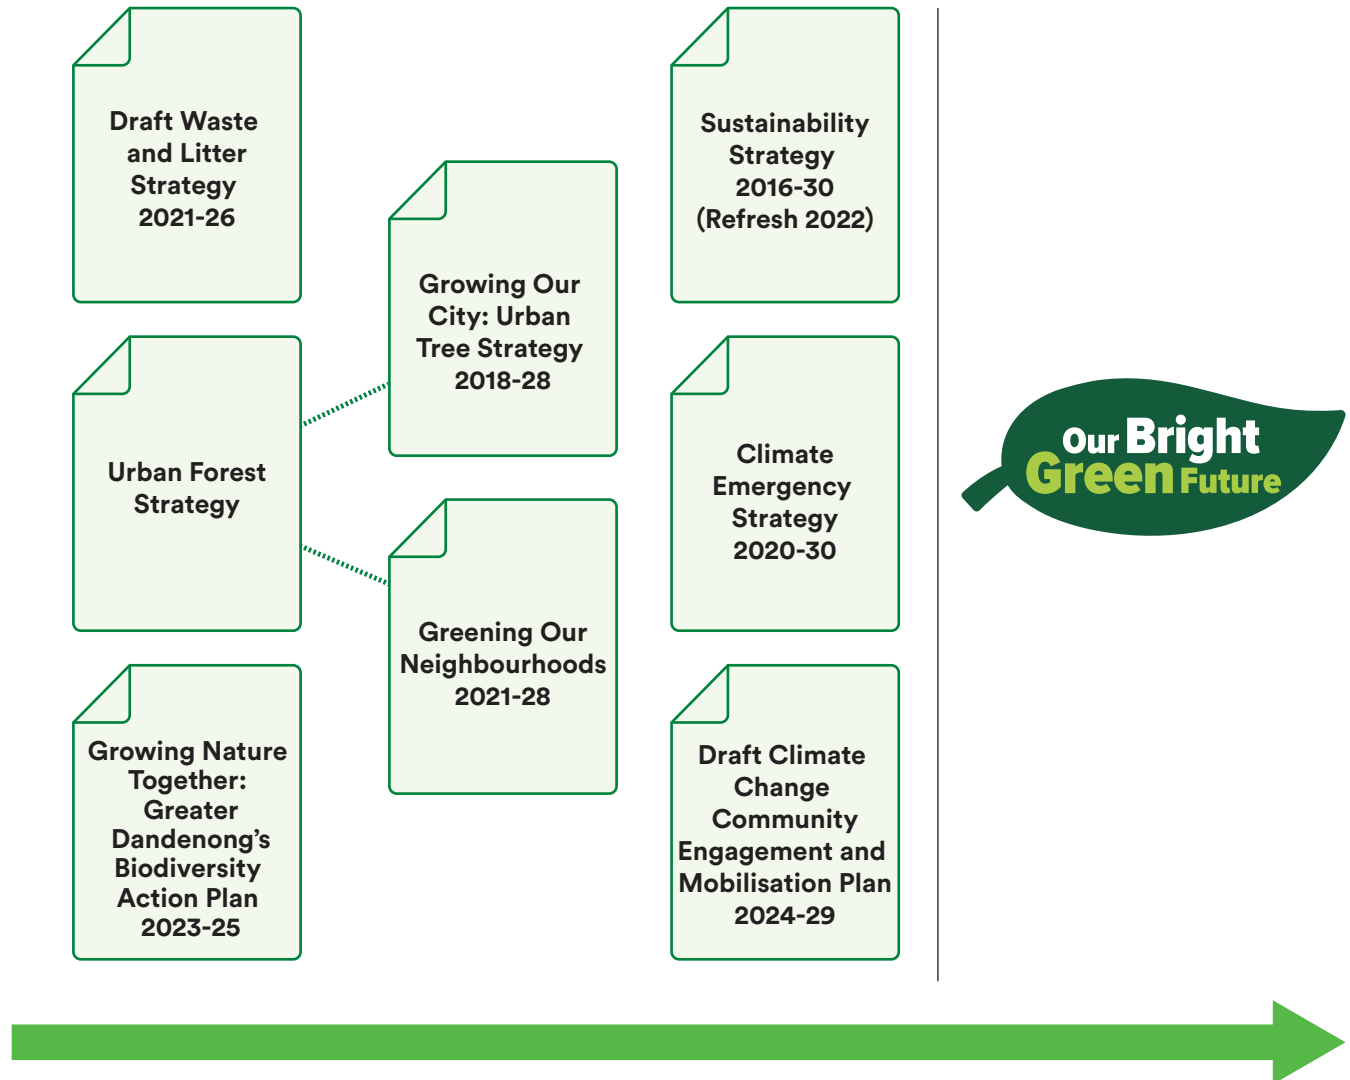 Draft Waste
and Litter
Strategy
2021-26
Urban Forest
Strategy
Growing Nature
Together:
Greater
Dandenong’s
Biodiversity
Action Plan
2023-25
Growing Our
City: Urban
Tree Strategy
2018-28
Greening Our
Neighbourhoods
2021-28
Sustainability
Strategy
2016-30
(Refresh 2022)
Climate
Emergency
Strategy
2020-30
Draft Climate
Change
Community
Engagement and
Mobilisation Plan
2024-29
Our Bright
Green Future